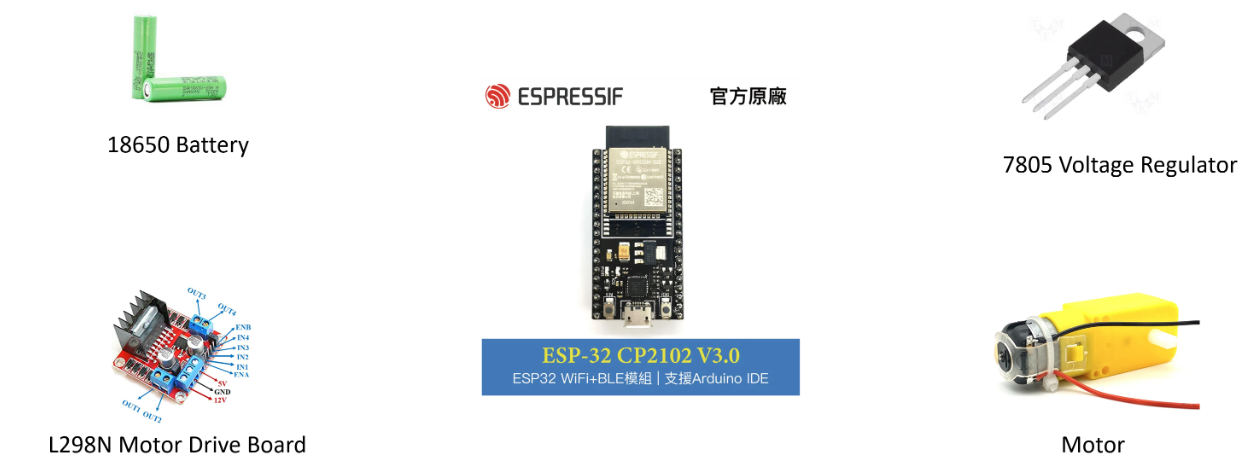 18650 Battery
ESPRESSIF 官方原廠
7805 Voltage Regulator
ESPRESSIF
ESP-32 CP2102 V3.0
ESP32 WiFi+BLE模組 | 支援Arduino IDE
OUT3
OUT4
ENB
IN4
IN3
IN2
IN1
ENA
5V
GND
12V
OUT1 OUT2
L298N Motor Drive Board
Motor